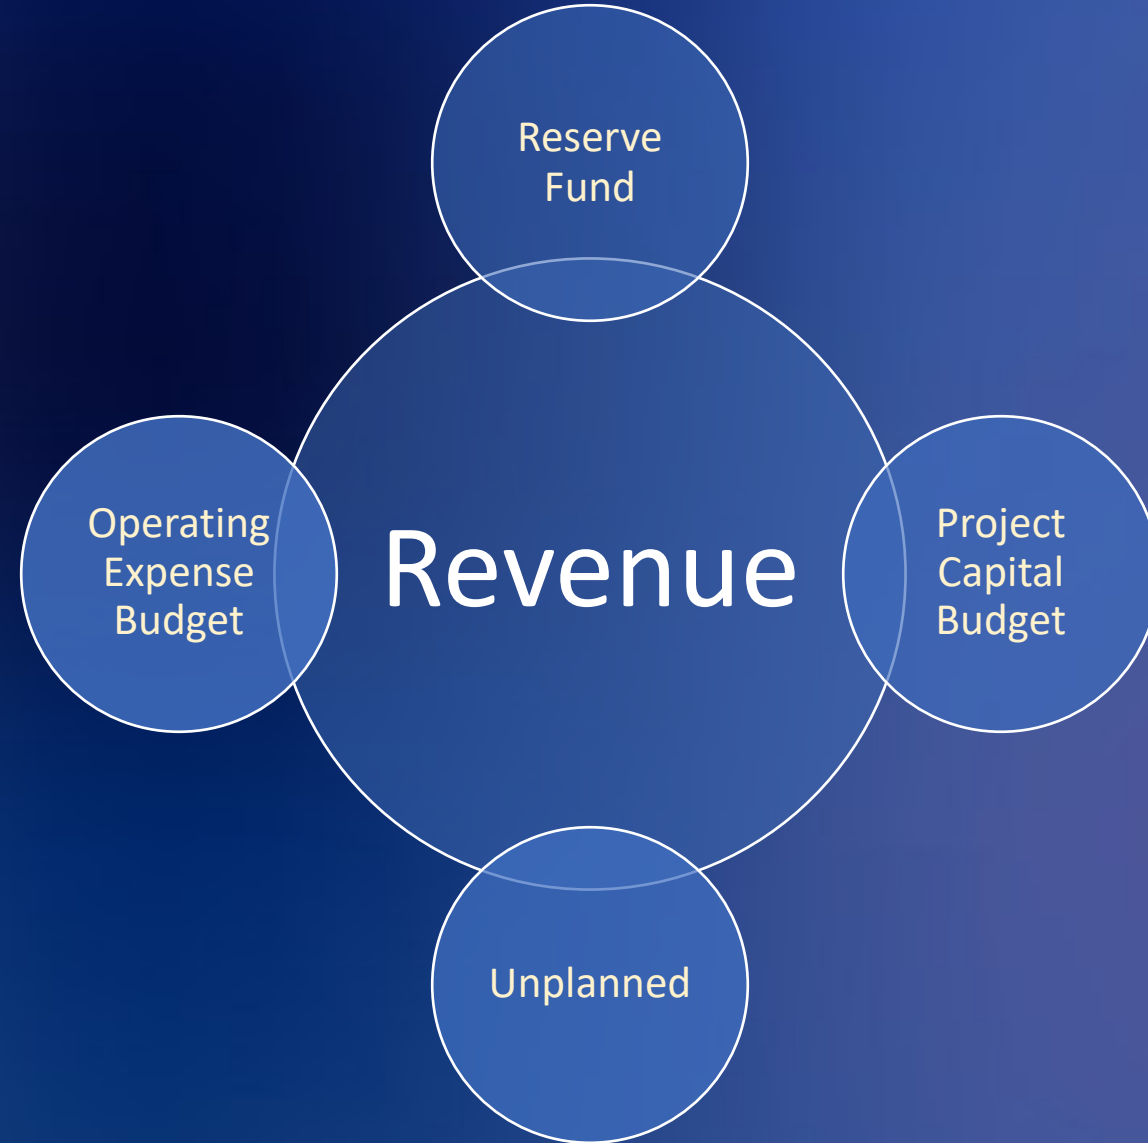 Reserve
Fund
Operating
Expense
Budget
Revenue
Project
Capital
Budget
Unplanned